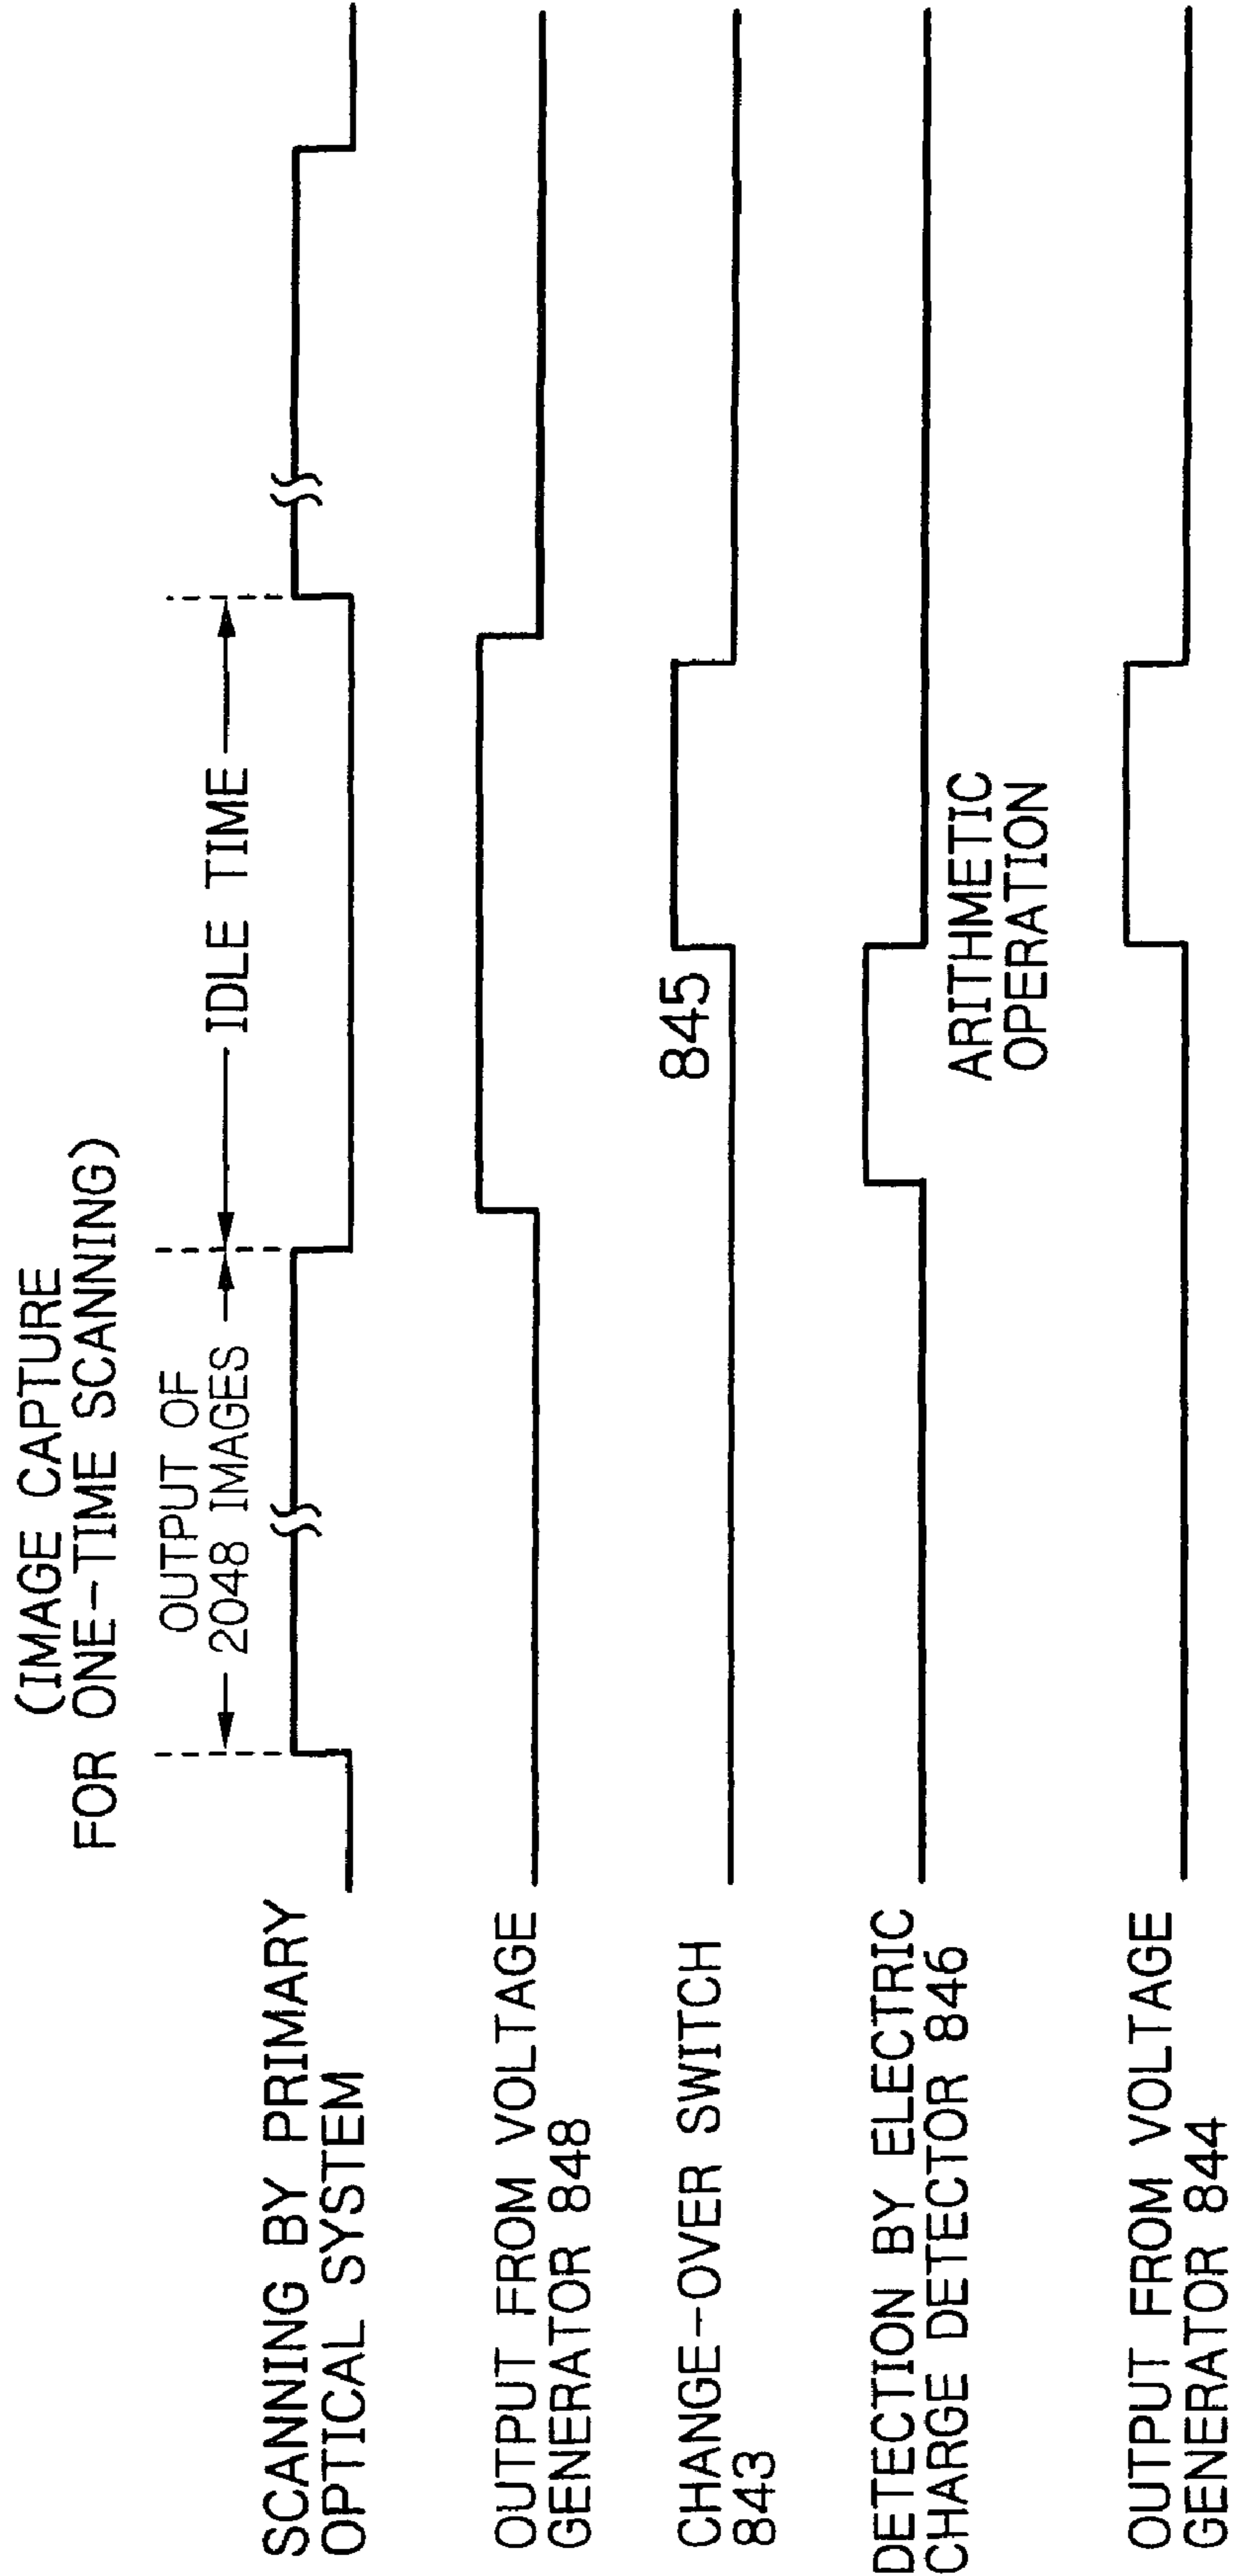 (IMAGE CAPTURE
FOR ONE-TIME SCANNING)
OUTPUT OF
2048 IMAGES
IDLE TIME
SCANNING BY PRIMARY
OPTICAL SYSTEM
OUTPUT FROM VOLTAGE
GENERATOR 848
CHANGE-OVER SWITCH
843
845
DETECTION BY ELECTRIC
CHARGE DETECTOR 846
ARITHMETIC
OPERATION
OUTPUT FROM VOLTAGE
GENERATOR 844